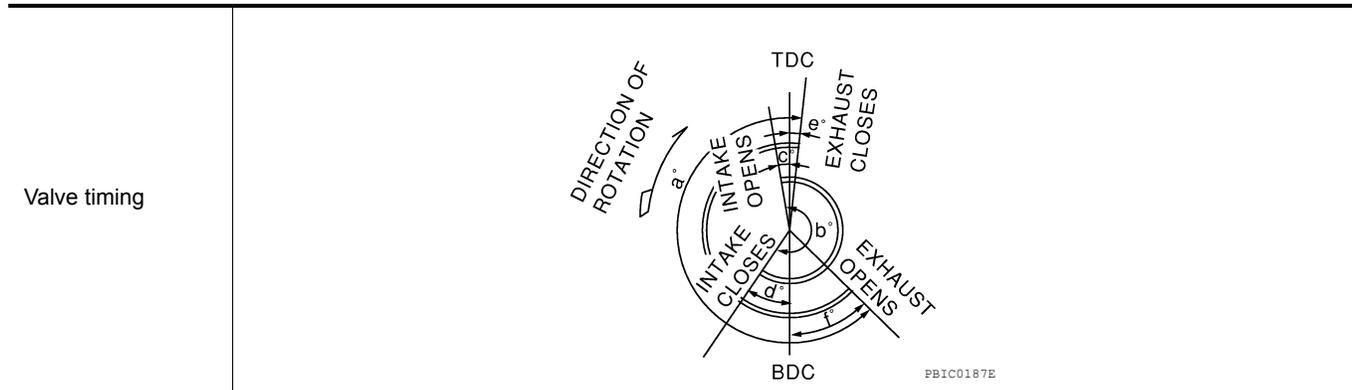 Valve timing
TDC
DIRECTION OF
ROTATION
EXHAUST
CLOSES
e°
c°
INTAKE
OPENS
a°
b°
INTAKE
CLOSES
EXHAUST
OPENS
d°
f°
BDC
PBIC0187E